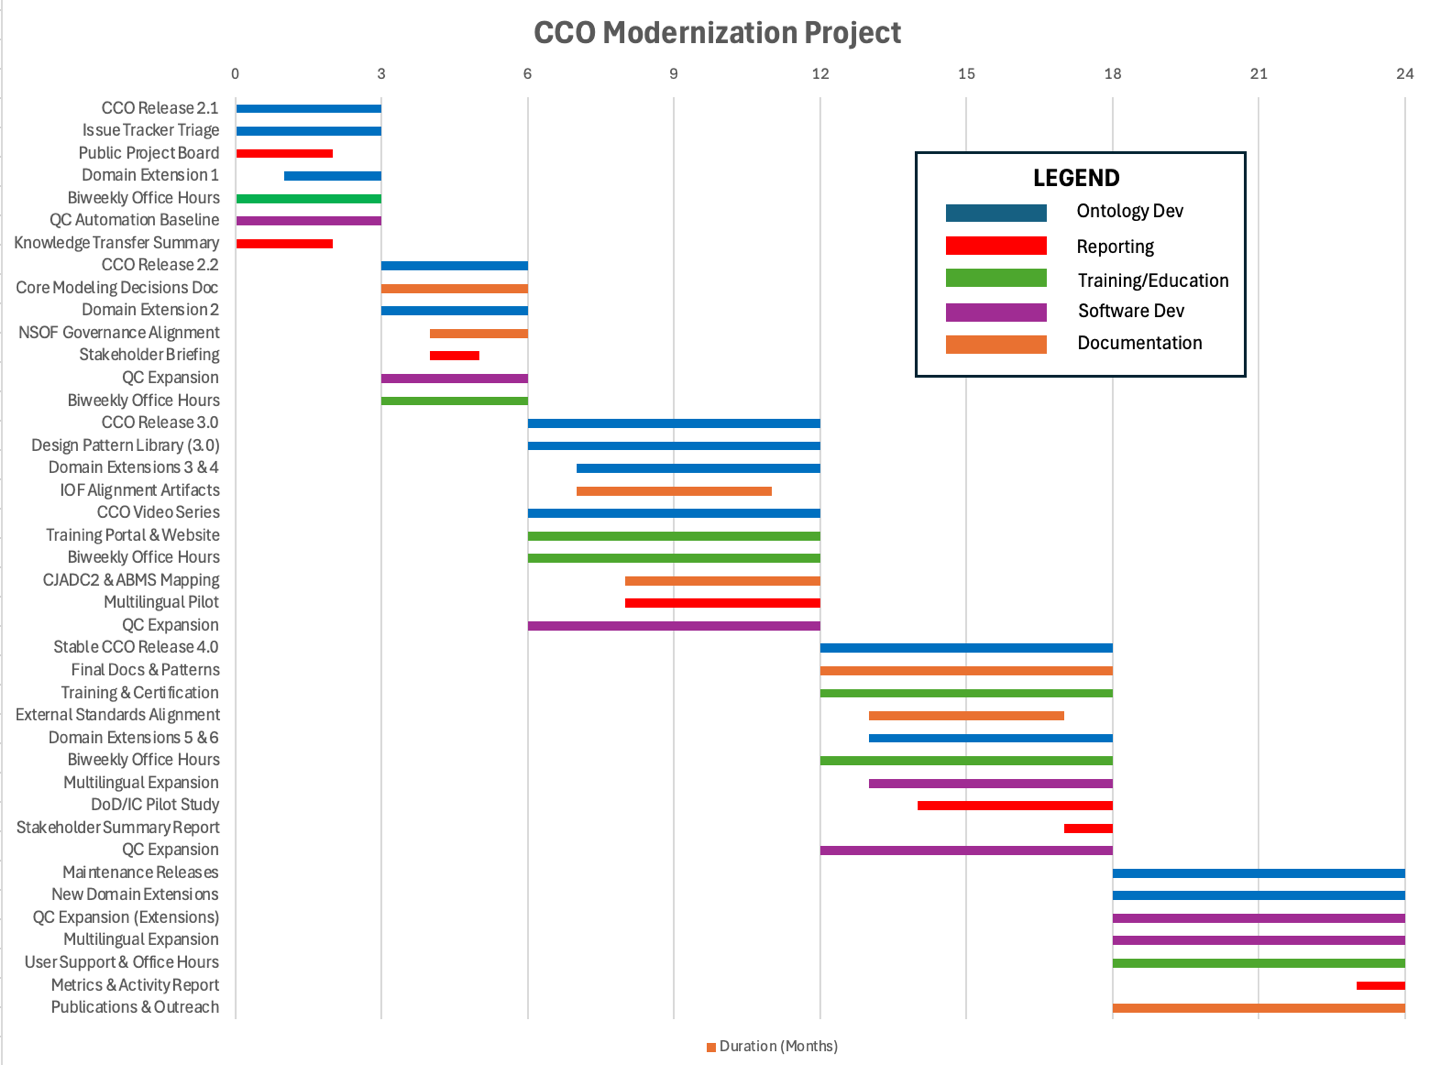 CCO Modernization Project
0 3 6 9 12 15 18 21 24
CCO Release 2.1
Issue Tracker Triage
Public Project Board
Domain Extension 1
Biweekly Office Hours
QC Automation Baseline
Knowledge Transfer Summary
CCO Release 2.2
Core Modeling Decisions Doc
Domain Extension 2
NSOF Governance Alignment
Stakeholder Briefing
QC Expansion
Biweekly Office Hours
CCO Release 3.0
Design Pattern Library (3.0)
Domain Extensions 3 & 4
IOF Alignment Artifacts
CCO Video Series
Training Portal & Website
Biweekly Office Hours
CJADC2 & ABMS Mapping
Multilingual Pilot
QC Expansion
Stable CCO Release 4.0
Final Docs & Patterns
Training & Certification
External Standards Alignment
Domain Extensions 5 & 6
Biweekly Office Hours
Multilingual Expansion
DoD/IC Pilot Study
Stakeholder Summary Report
QC Expansion
Maintenance Releases
New Domain Extensions
QC Expansion (Extensions)
Multilingual Expansion
User Support & Office Hours
Metrics & Activity Report
Publications & Outreach
LEGEND
Ontology Dev
Reporting
Training/Education
Software Dev
Documentation
Duration (Months)